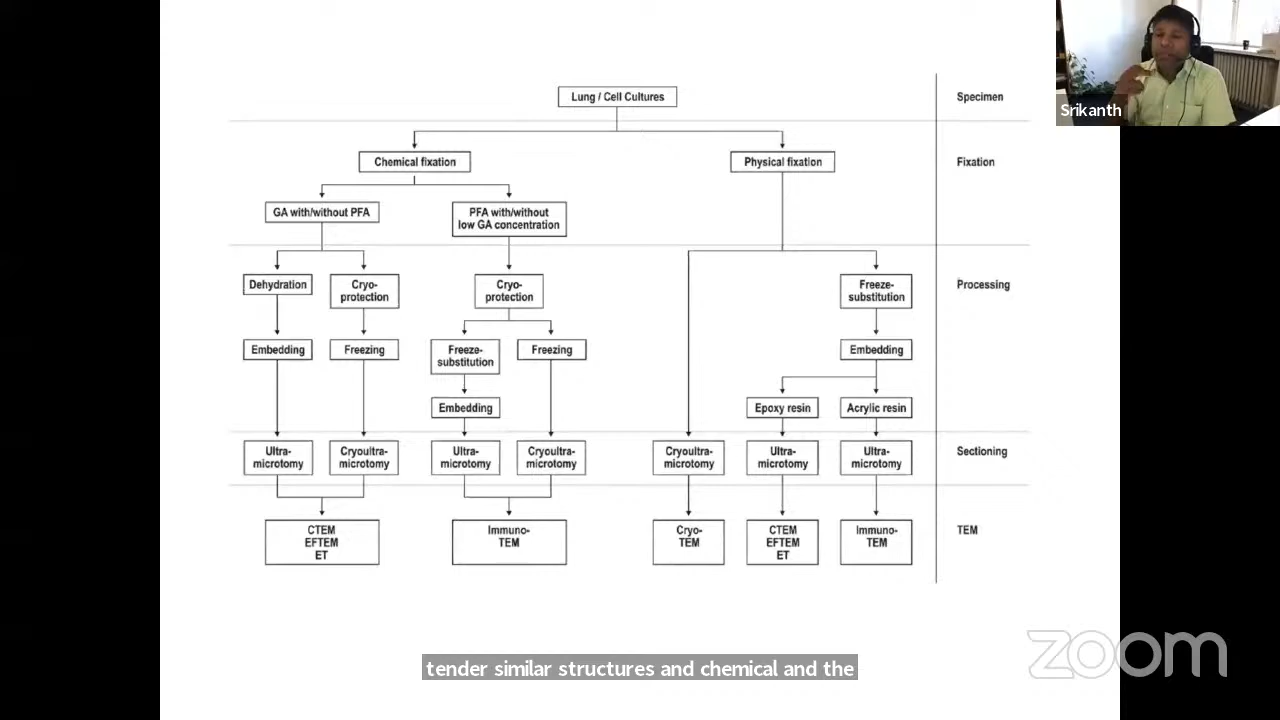 Lung / Cell Cultures
Specimen
Srikanth
Chemical fixation
Physical fixation
Fixation
GA with/without PFA
PFA with/without
low GA concentration
Dehydration
Cryo-
protection
Cryo-
protection
Freeze-
substitution
Processing
Embedding
Freezing
Freeze-
substitution
Freezing
Embedding
Embedding
Epoxy resin
Acrylic resin
Ultra-
microtomy
Cryoultra-
microtomy
Ultra-
microtomy
Cryoultra-
microtomy
Cryoultra-
microtomy
Ultra-
microtomy
Ultra-
microtomy
Sectioning
CTEM
EFTEM
ET
Immuno-
TEM
Cryo-
TEM
CTEM
EFTEM
ET
Immuno-
TEM
TEM
zoom
tender similar structures and chemical and the